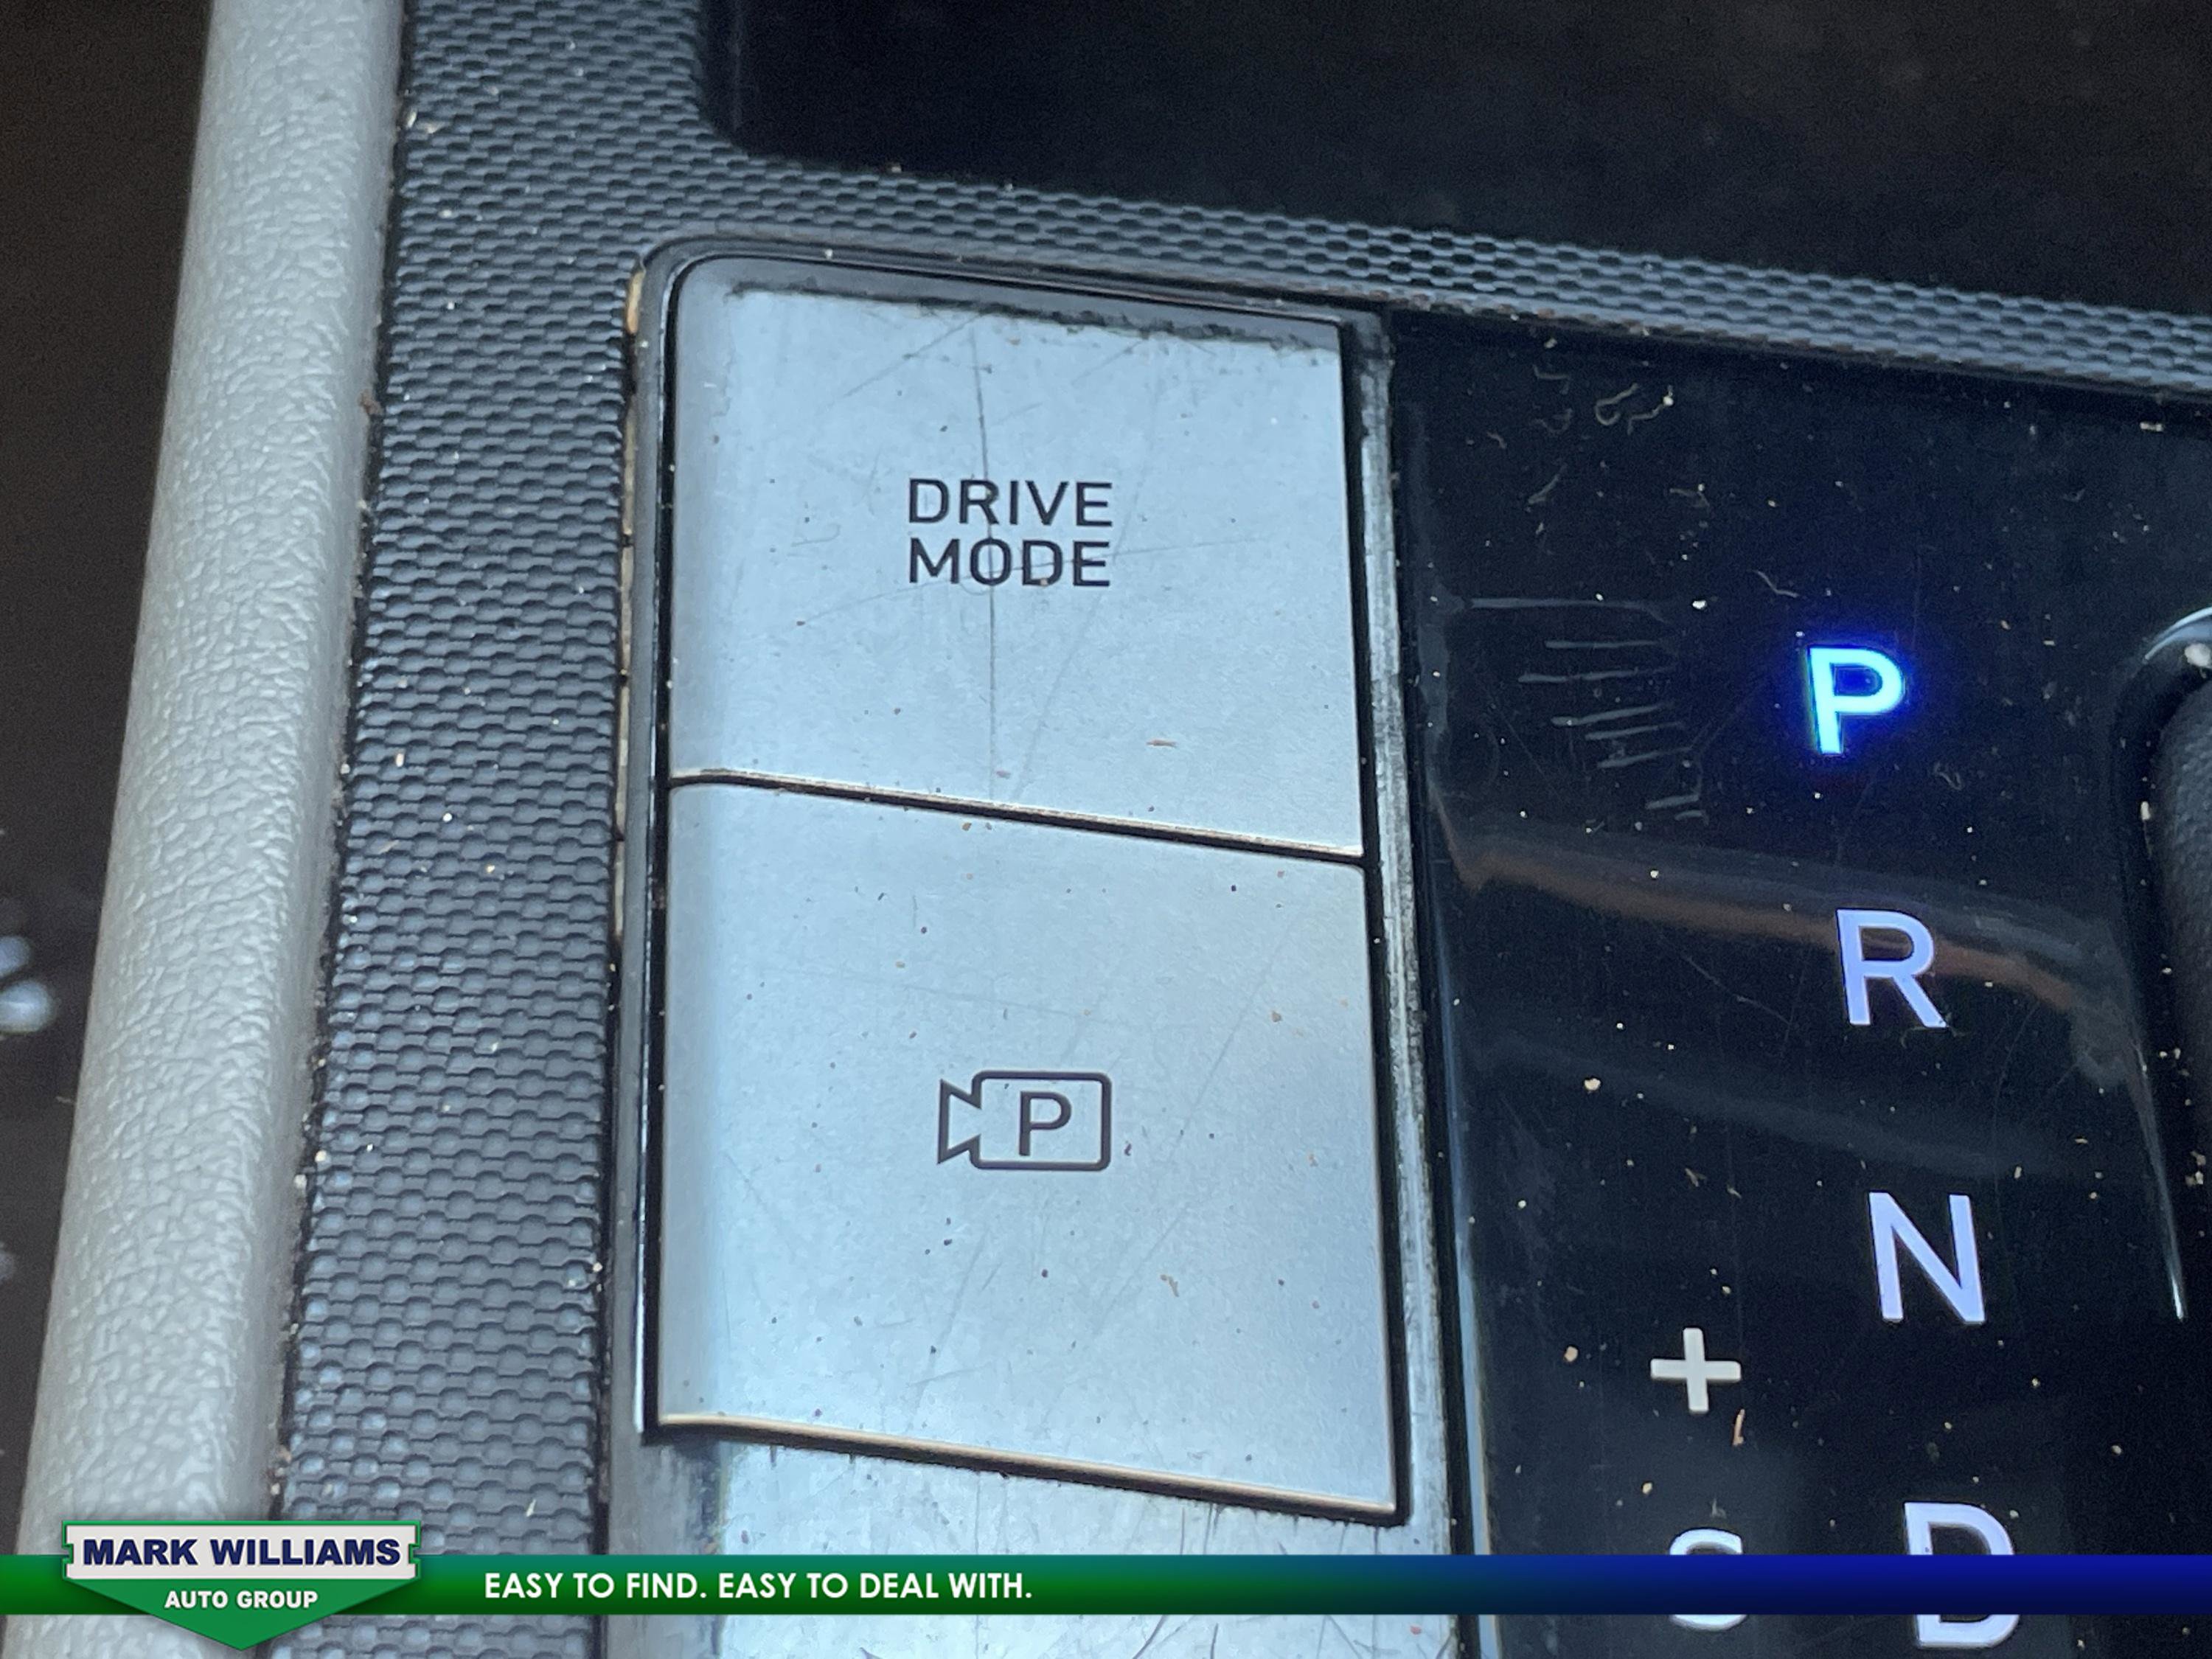 DRIVE
MODE
P
P
R
N
+
S
D
MARK WILLIAMS
AUTO GROUP
EASY TO FIND. EASY TO DEAL WITH.